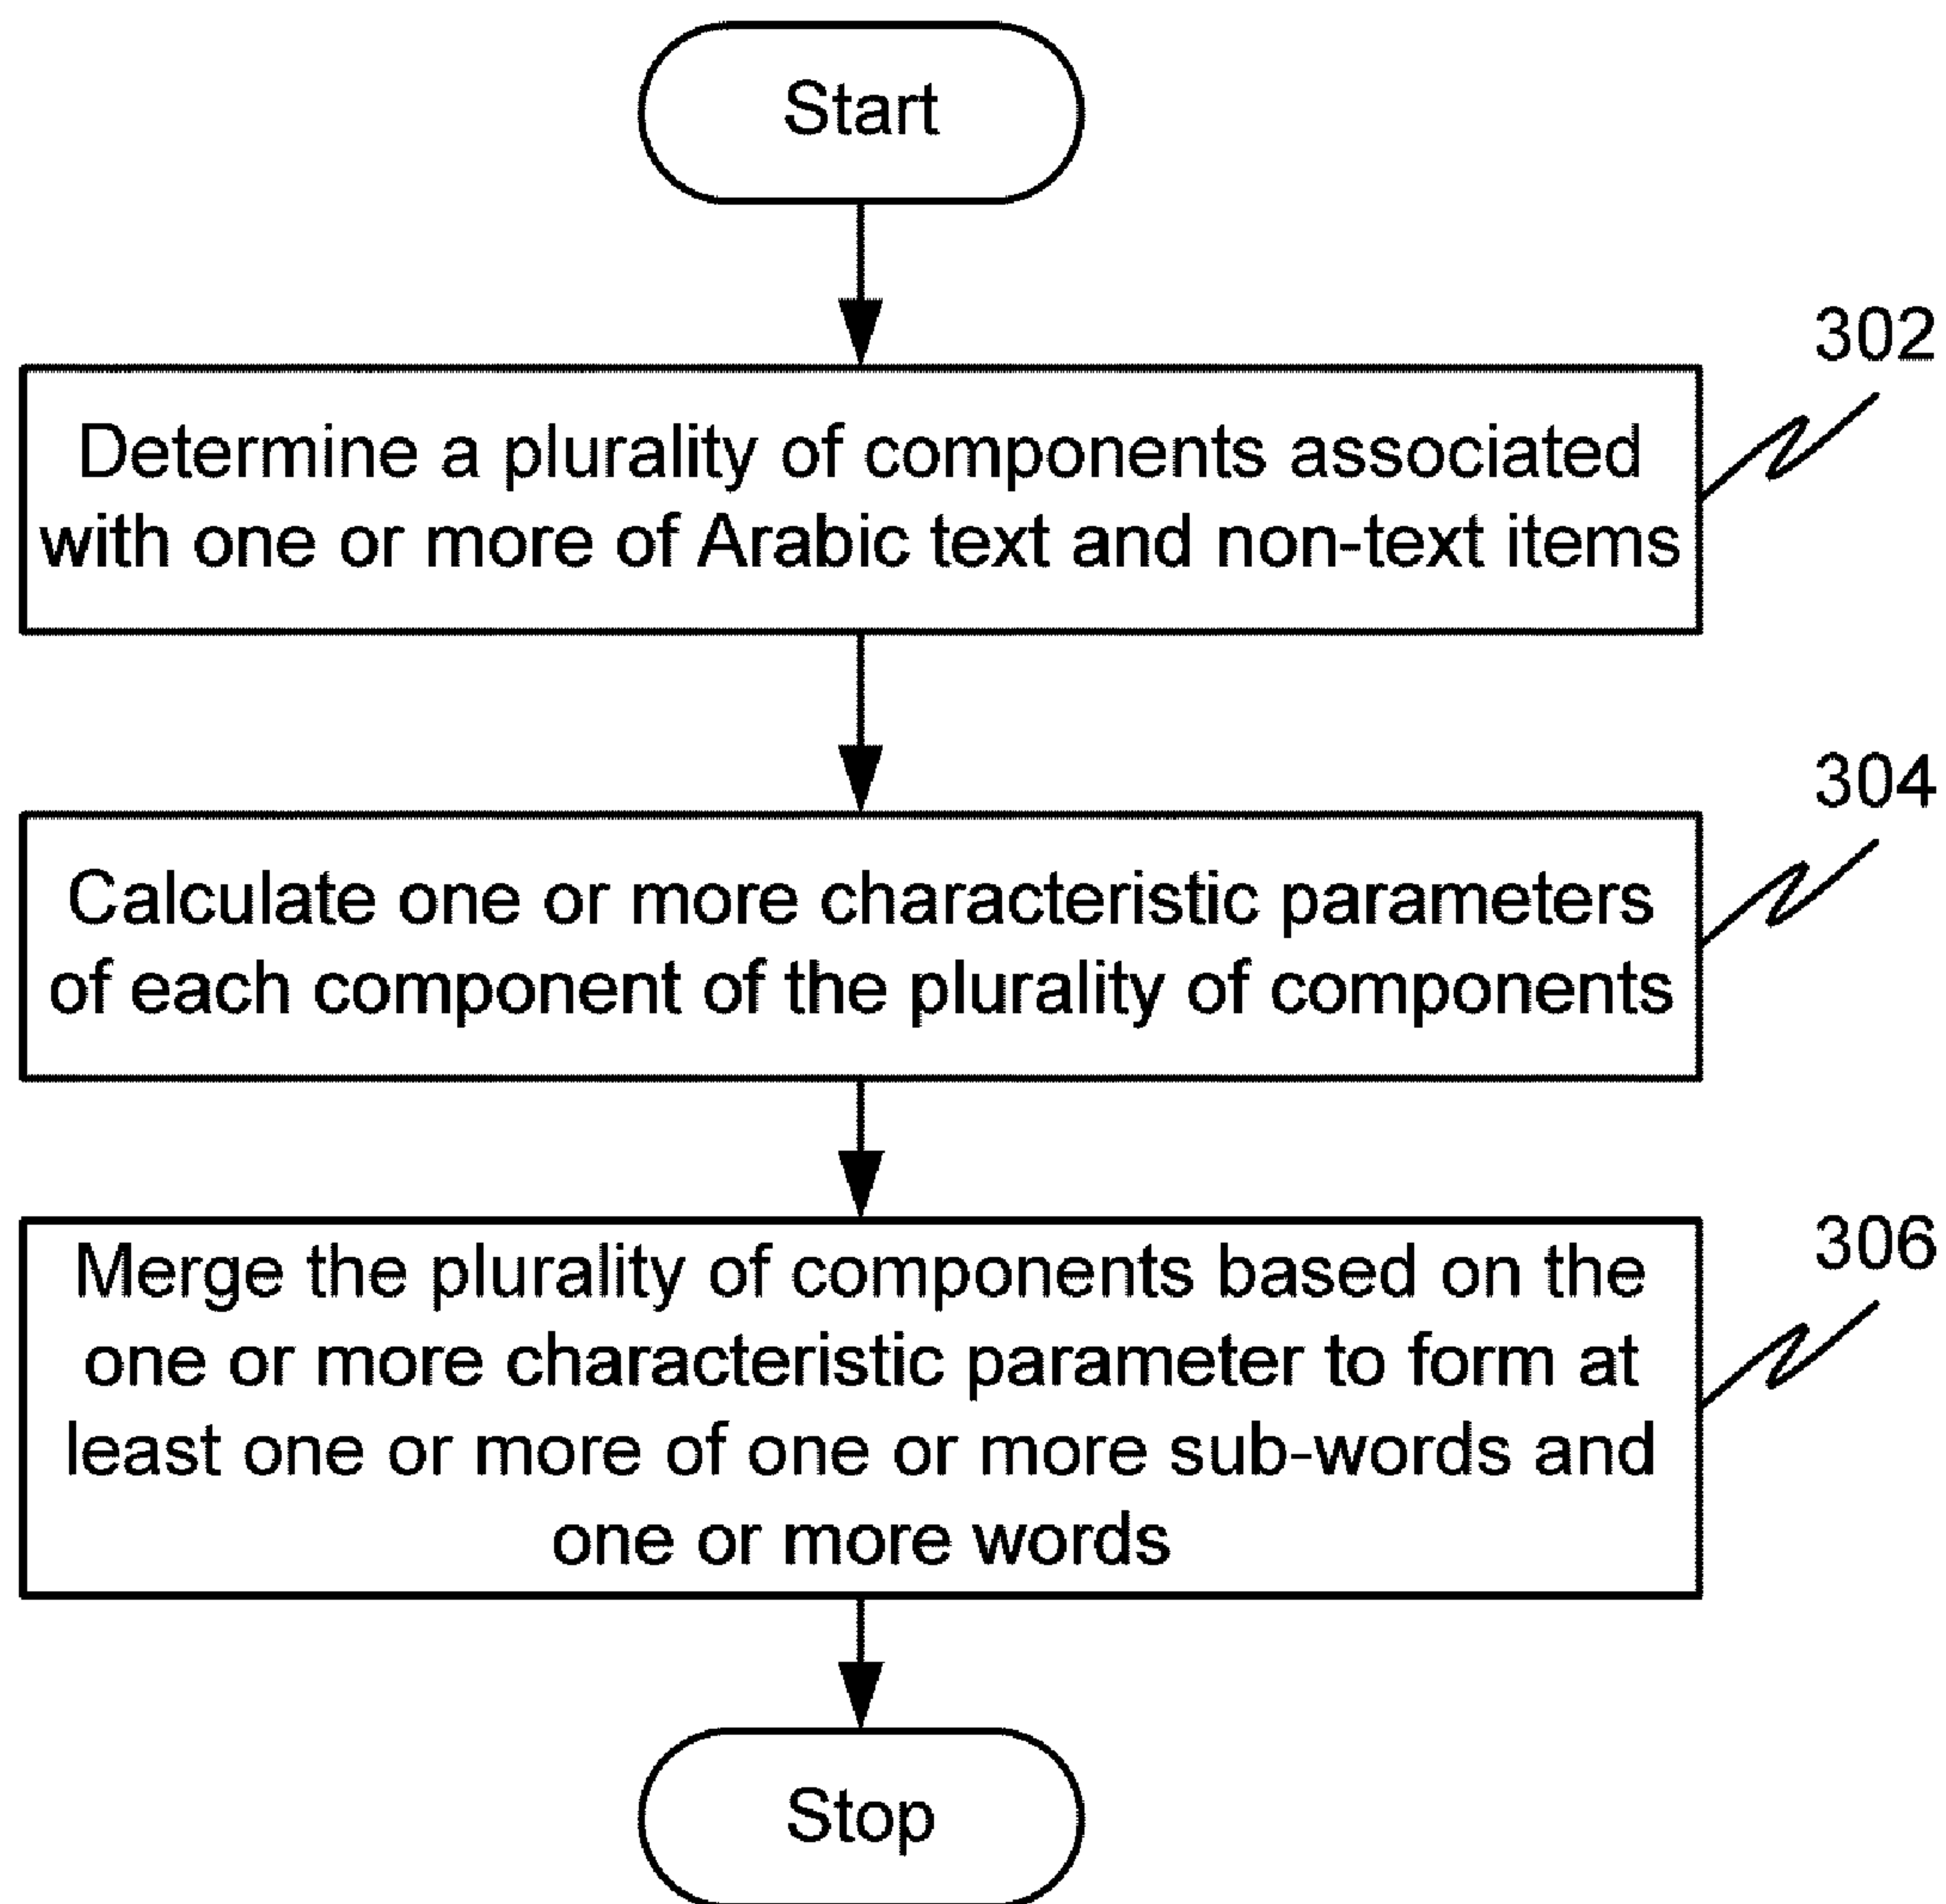 Start
302
Determine a plurality of components associated
with one or more of Arabic text and non-text items
304
Calculate one or more characteristic parameters
of each component of the plurality of components
306
Merge the plurality of components based on the
one or more characteristic parameter to form at
least one or more of one or more sub-words and
one or more words
Stop